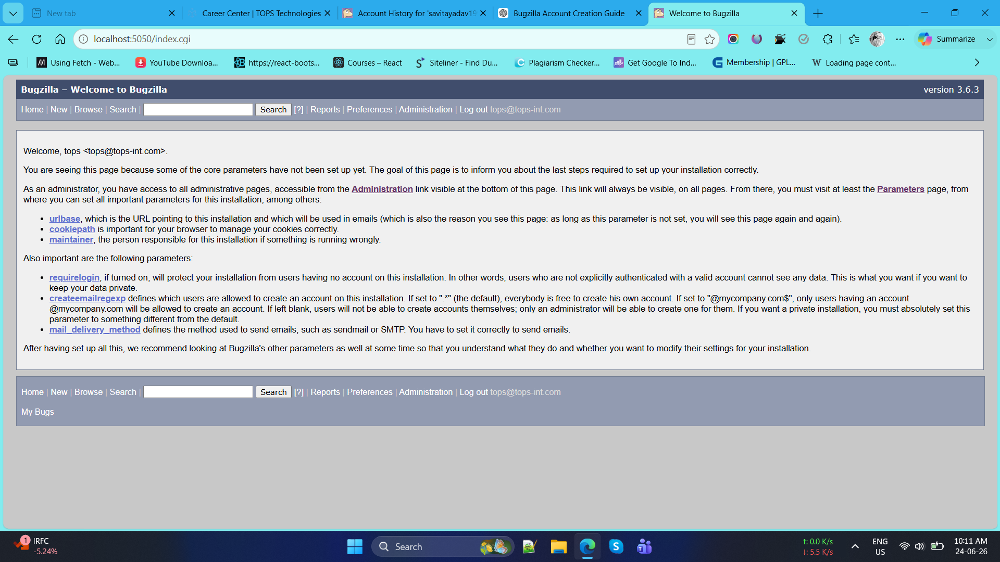 New tab
Career Center | TOPS Technologies
Account History for 'savitayadav19
Bugzilla Account Creation Guide
Welcome to Bugzilla
localhost:5050/index.cgi
Summarize
Using Fetch - Web...
YouTube Downloa...
https://react-boots...
Courses – React
Siteliner - Find Du...
Plagiarism Checker...
Get Google To Ind...
Membership | GPL...
Loading page cont...
Bugzilla – Welcome to Bugzilla
version 3.6.3
Home | New | Browse | Search | Search [?] | Reports | Preferences | Administration | Log out tops@tops-int.com
Welcome, tops <tops@tops-int.com>.
You are seeing this page because some of the core parameters have not been set up yet. The goal of this page is to inform you about the last steps required to set up your installation correctly.
As an administrator, you have access to all administrative pages, accessible from the Administration link visible at the bottom of this page. This link will always be visible, on all pages. From there, you must visit at least the Parameters page, from
where you can set all important parameters for this installation; among others:
• urlbase, which is the URL pointing to this installation and which will be used in emails (which is also the reason you see this page: as long as this parameter is not set, you will see this page again and again).
• cookiepath is important for your browser to manage your cookies correctly.
• maintainer, the person responsible for this installation if something is running wrongly.
Also important are the following parameters:
• requirelogin, if turned on, will protect your installation from users having no account on this installation. In other words, users who are not explicitly authenticated with a valid account cannot see any data. This is what you want if you want to
keep your data private.
• createemailregexp defines which users are allowed to create an account on this installation. If set to ".*" (the default), everybody is free to create his own account. If set to "@mycompany.com$", only users having an account
@mycompany.com will be allowed to create an account. If left blank, users will not be able to create accounts themselves; only an administrator will be able to create one for them. If you want a private installation, you must absolutely set this
parameter to something different from the default.
• mail_delivery_method defines the method used to send emails, such as sendmail or SMTP. You have to set it correctly to send emails.
After having set up all this, we recommend looking at Bugzilla's other parameters as well at some time so that you understand what they do and whether you want to modify their settings for your installation.
Home | New | Browse | Search | Search [?] | Reports | Preferences | Administration | Log out tops@tops-int.com
My Bugs
1
IRFC
-5.24%
Search
↑: 0.0 K/s
↓: 5.5 K/s
ENG
US
10:11 AM
24-06-26